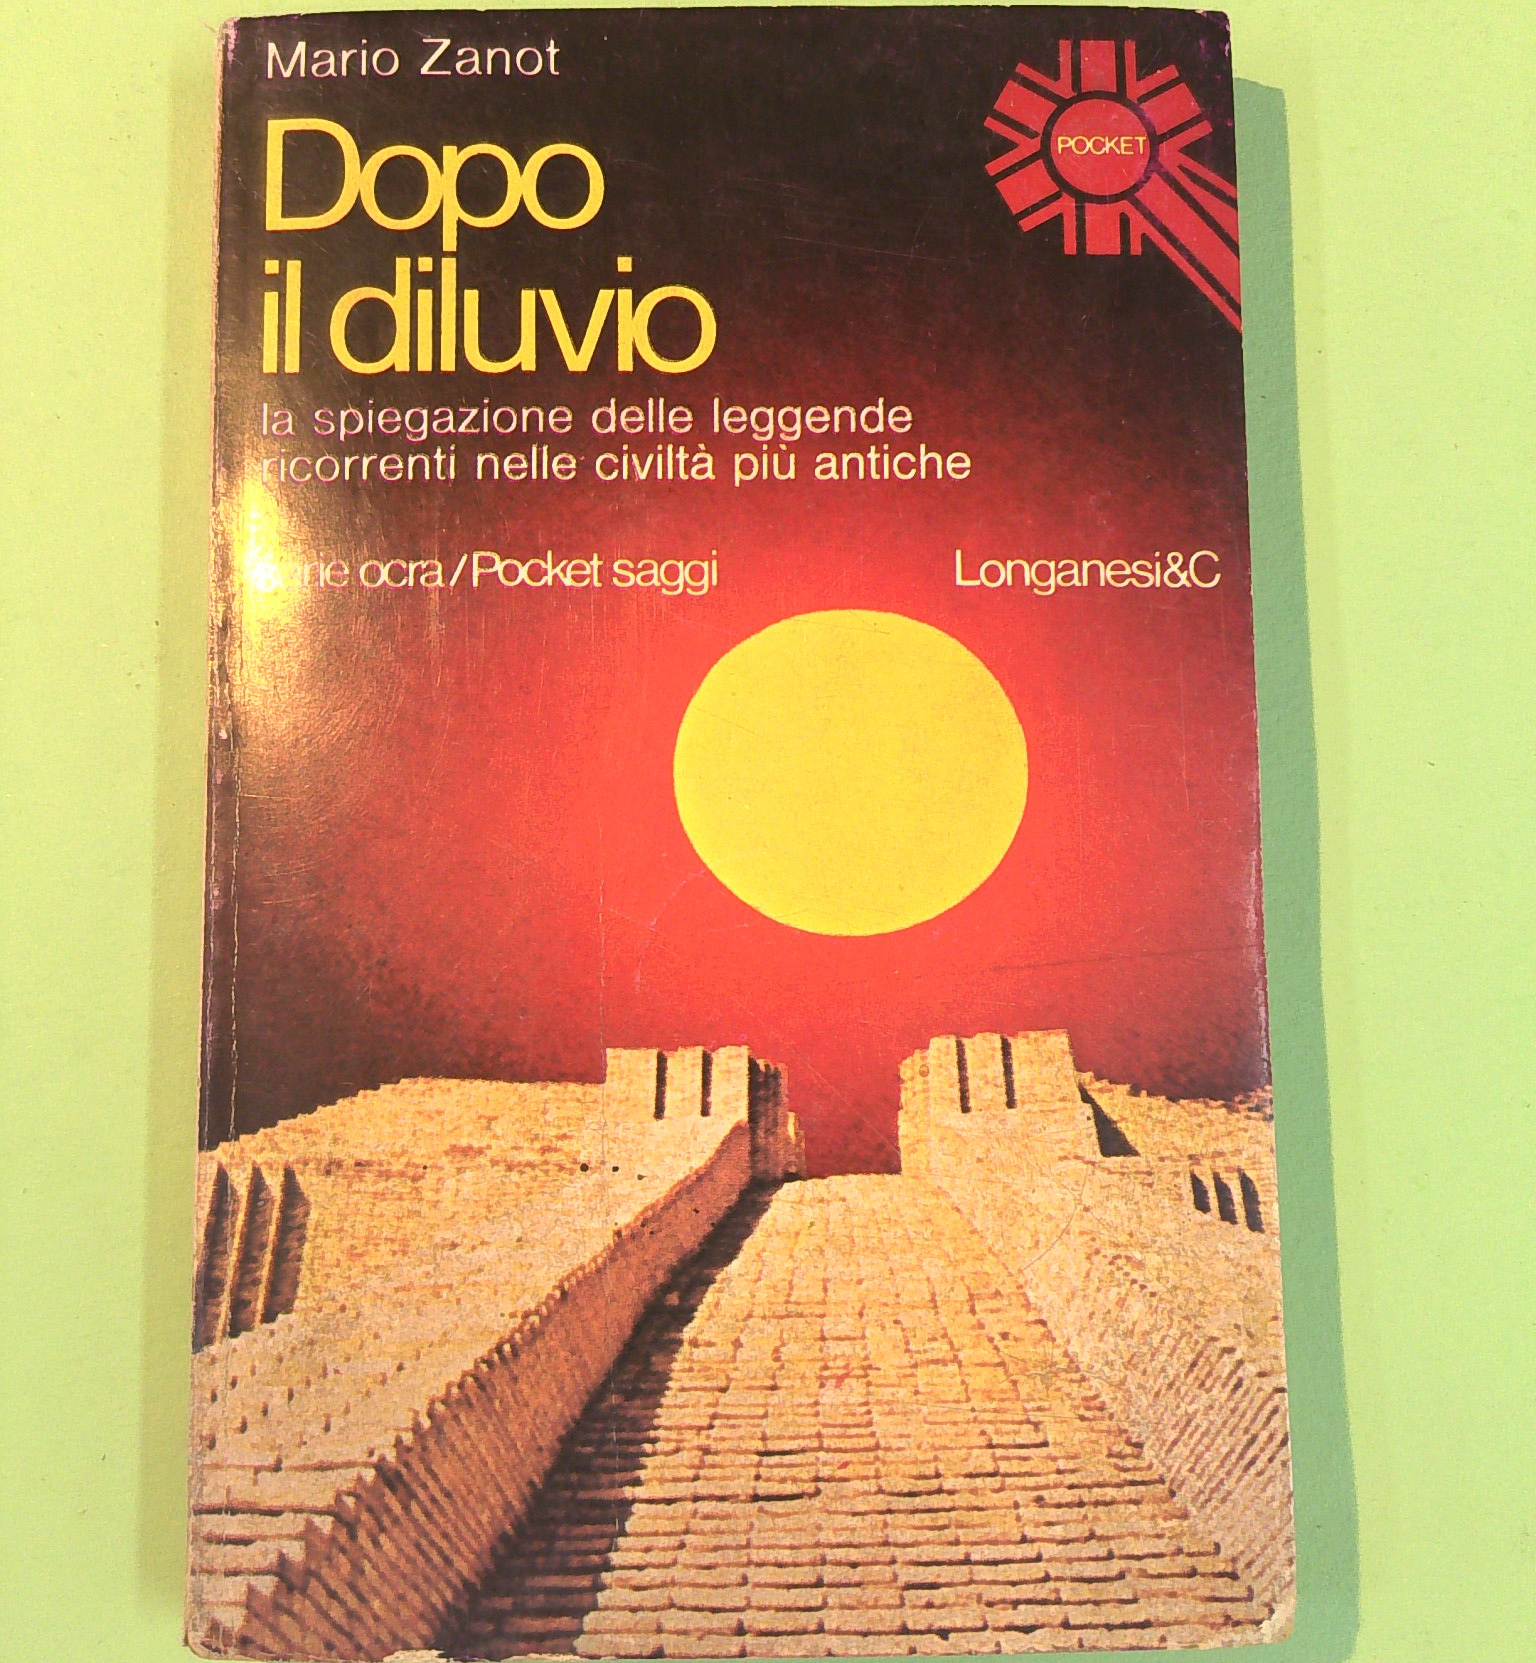 Mario Zanot
POCKET
Dopo
il diluvio
la spiegazione delle leggende
ricorrenti nelle civiltà più antiche
serie ocra/Pocket saggi
Longanesi&C